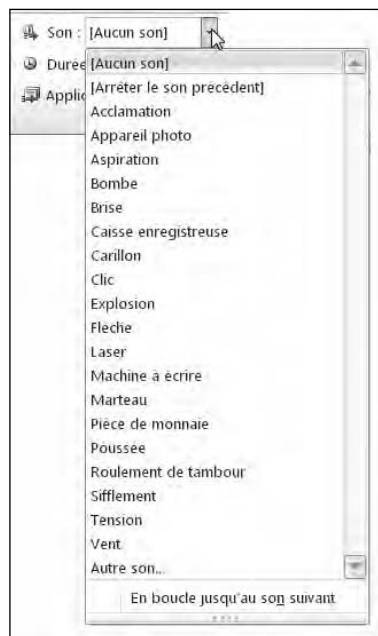 Son : [Aucun son]
Durée [Aucun son]
[Arrêter le son précédent]
Applic
Acclamation
Appareil photo
Aspiration
Bombe
Brise
Caisse enregistreuse
Carillon
Clic
Explosion
Flèche
Laser
Machine à écrire
Marteau
Pièce de monnaie
Poussée
Roulement de tambour
Sifflement
Tension
Vent
Autre son...
En boucle jusqu'au son suivant